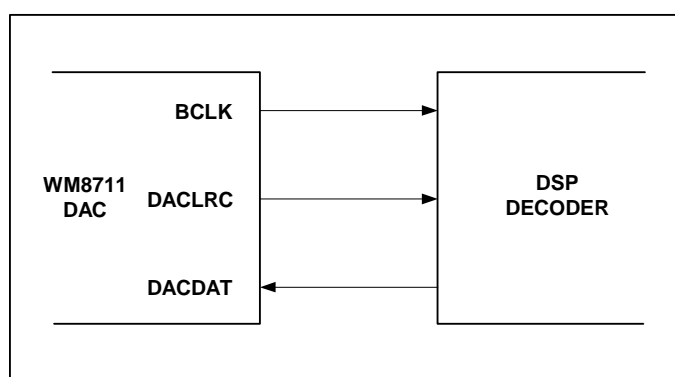 BCLK
WM8711
DAC
DACLRC
DSP
DECODER
DACDAT